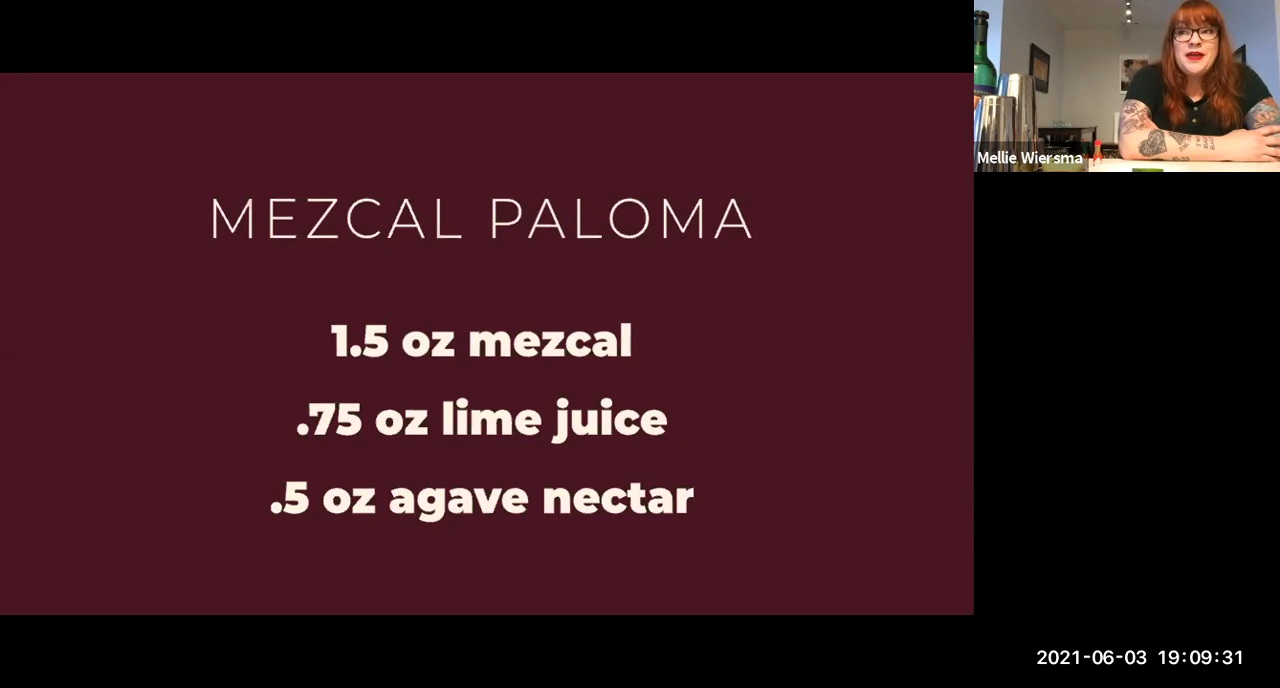 MEZCAL PALOMA
1.5 oz mezcal
.75 oz lime juice
.5 oz agave nectar
Mellie Wiersma
2021-06-03 19:09:31